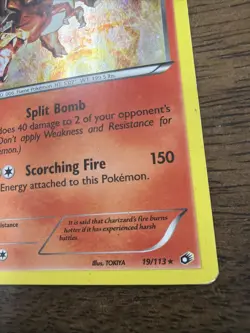 Split Bomb
does 40 damage to 2 of your opponent's
Don't apply Weakness and Resistance for
Scorching Fire 150
Energy attached to this Pokémon.
It is said that Charizard's fire burns
hotter if it has experienced harsh
battles.
Illus. TOKIYA
19/113 ★